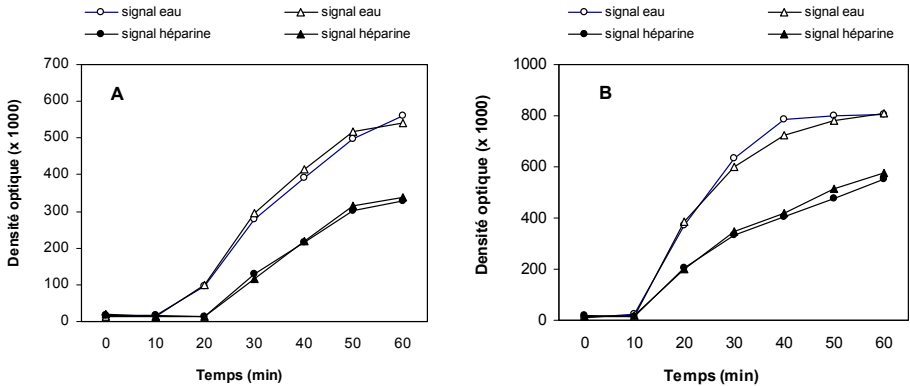 signal eau
signal eau
signal héparine
signal héparine
A
Densité optique (x 1000)
700
600
500
400
300
200
100
0
0 10 20 30 40 50 60
Temps (min)
signal eau
signal eau
signal héparine
signal héparine
B
Densité optique (x 1000)
1000
800
600
400
200
0
0 10 20 30 40 50 60
Temps (min)